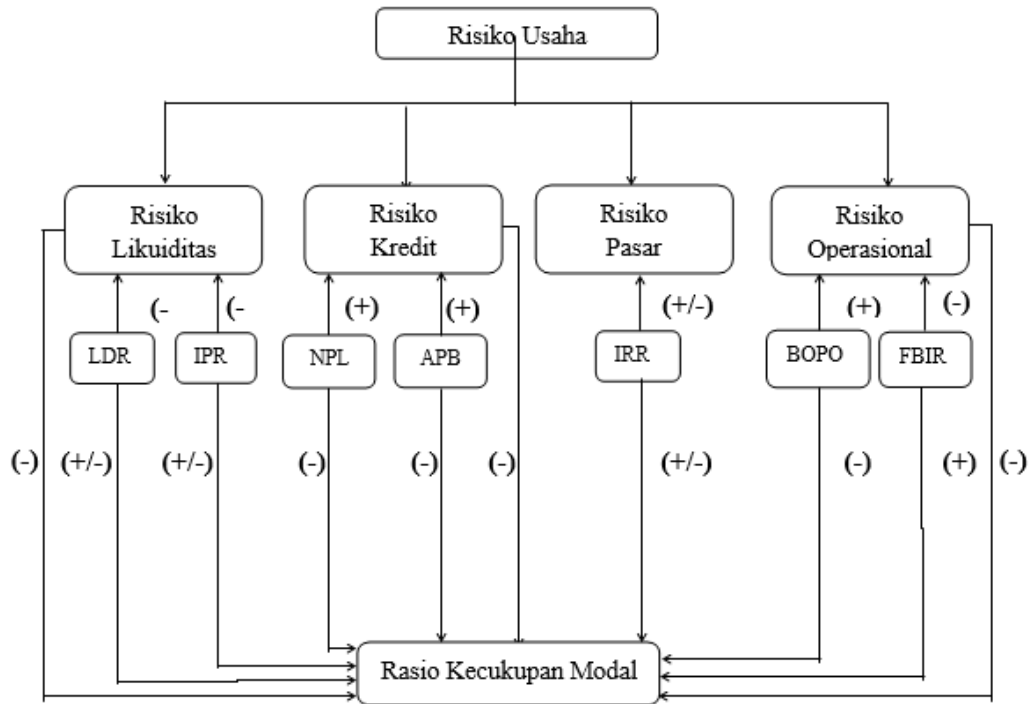 Risiko Usaha
Risiko
Likuiditas
Risiko
Kredit
Risiko
Pasar
Risiko
Operasional
(-
(-
(+)
(+)
(+/-)
(+)
(-)
LDR
IPR
NPL
APB
IRR
BOPO
FBIR
(-)
(+/-)
(+/-)
(-)
(-)
(-)
(+/-)
(-)
(+)
(-)
Rasio Kecukupan Modal